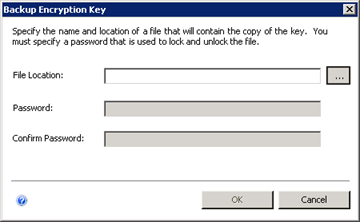 Backup Encryption Key
Specify the name and location of a file that will contain the copy of the key. You
must specify a password that is used to lock and unlock the file.
File Location:
...
Password:
Confirm Password:
OK
Cancel